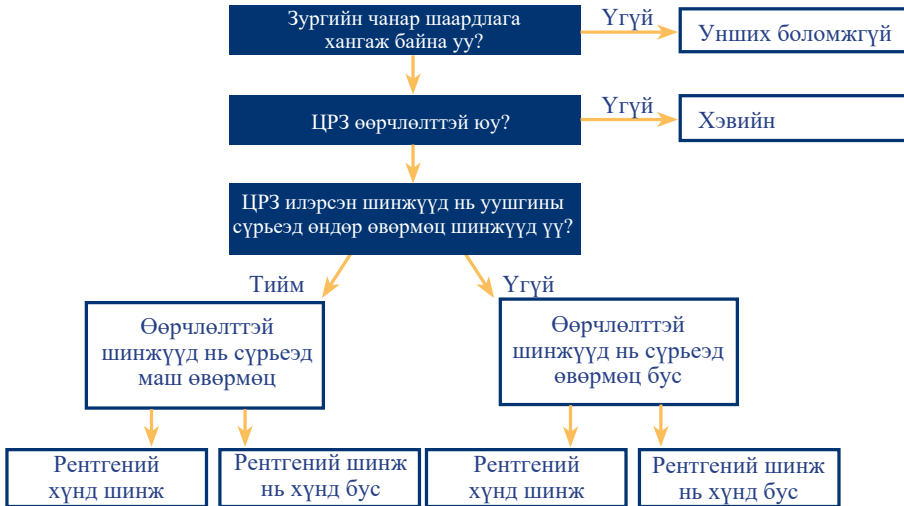 Зургийн чанар шаардлага
хангаж байна уу?
Үгүй
Унших боломжгүй
ЦРЗ өөрчлөлттэй юу?
Үгүй
Хэвийн
ЦРЗ илэрсэн шинжүүд нь уушгины
сүрьеэд өндөр өвөрмөц шинжүүд үү?
Тийм
Үгүй
Өөрчлөлттэй
шинжүүд нь сүрьеэд
маш өвөрмөц
Өөрчлөлттэй
шинжүүд нь сүрьеэд
өвөрмөц бус
Рентгений
хүнд шинж
Рентгений шинж
нь хүнд бус
Рентгений
хүнд шинж
Рентгений шинж
нь хүнд бус